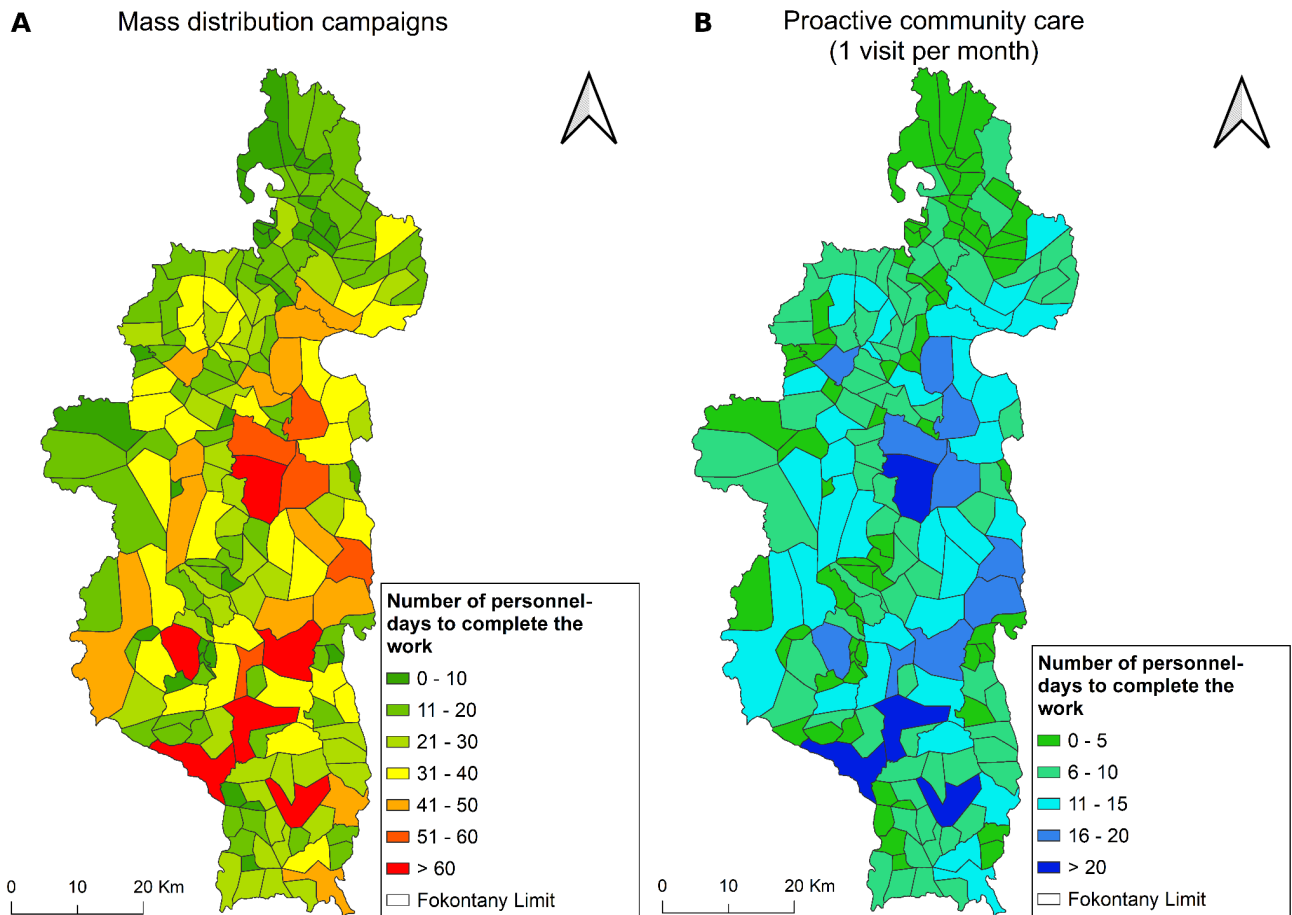 A
Mass distribution campaigns
Number of personnel-
days to complete the
work
0 - 10
11 - 20
21 - 30
31 - 40
41 - 50
51 - 60
> 60
Fokontany Limit
0 10 20 Km
B
Proactive community care
(1 visit per month)
Number of personnel-
days to complete the
work
0 - 5
6 - 10
11 - 15
16 - 20
> 20
Fokontany Limit
0 10 20 Km